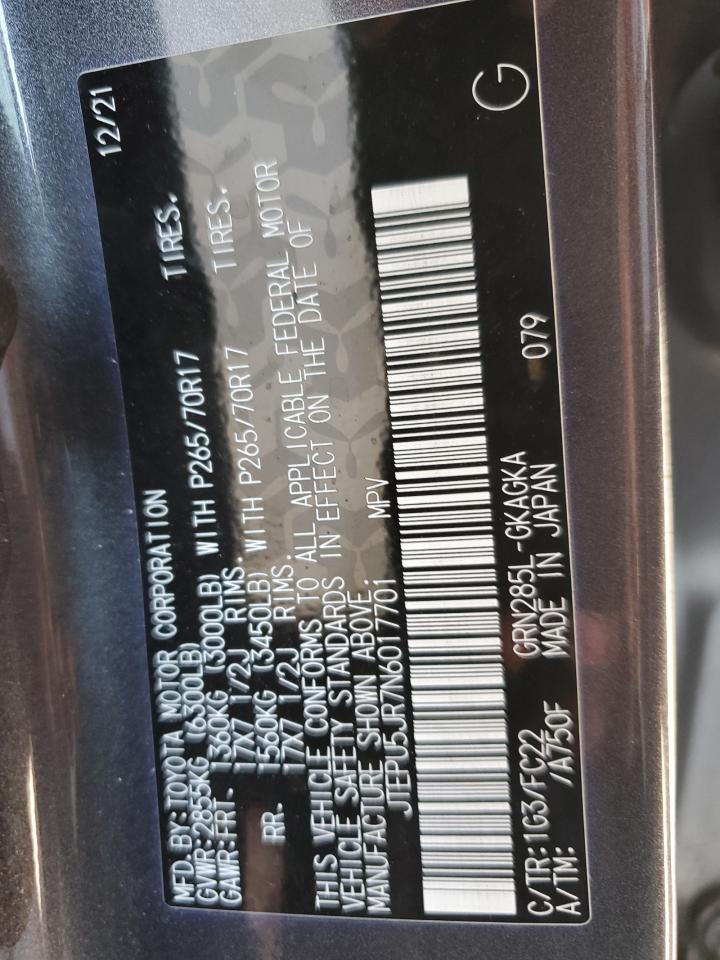 MFD.BY:TOYOTA MOTOR CORPORATION 12/21
GVWR:2855KG (6300LB)
GAWR:FRT- 1360KG (3000LB) WITH P265/70R17 TIRES.
17X7 1/2J RIMS.
RR- 1560KG (3450LB) WITH P265/70R17 TIRES.
17X7 1/2J RIMS.
THIS VEHICLE CONFORMS TO ALL APPLICABLE FEDERAL MOTOR
VEHICLE SAFETY STANDARDS IN EFFECT ON THE DATE OF
MANUFACTURE SHOWN ABOVE.
JTEPU5JR7N6017701 MPV
C/TR:1G3/FC22 GRN285L-GKAGKA 079 G
A/TM: /A750F MADE IN JAPAN